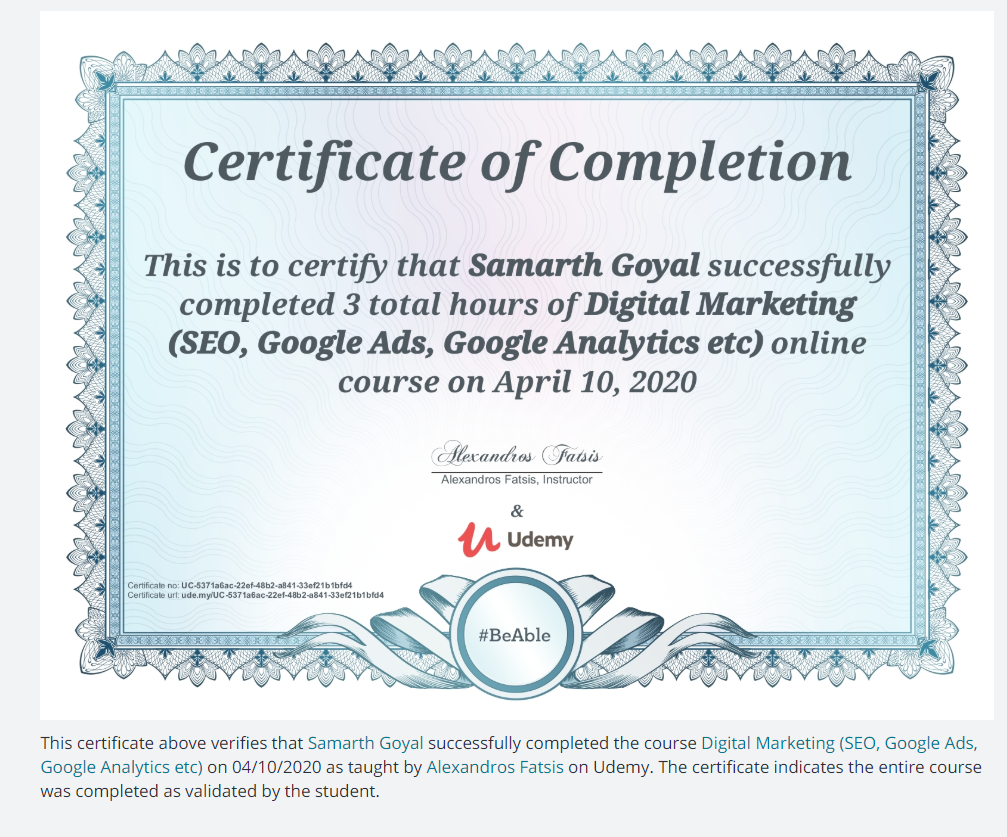 Certificate of Completion
This is to certify that Samarth Goyal successfully
completed 3 total hours of Digital Marketing
(SEO, Google Ads, Google Analytics etc) online
course on April 10, 2020
Alexandros Fatsis
Alexandros Fatsis, Instructor
&
Udemy
Certificate no: UC-5371a6ac-22ef-48b2-a841-33ef21b1bfd4
Certificate url: ude.my/UC-5371a6ac-22ef-48b2-a841-33ef21b1bfd4
#BeAble
This certificate above verifies that Samarth Goyal successfully completed the course Digital Marketing (SEO, Google Ads,
Google Analytics etc) on 04/10/2020 as taught by Alexandros Fatsis on Udemy. The certificate indicates the entire course
was completed as validated by the student.